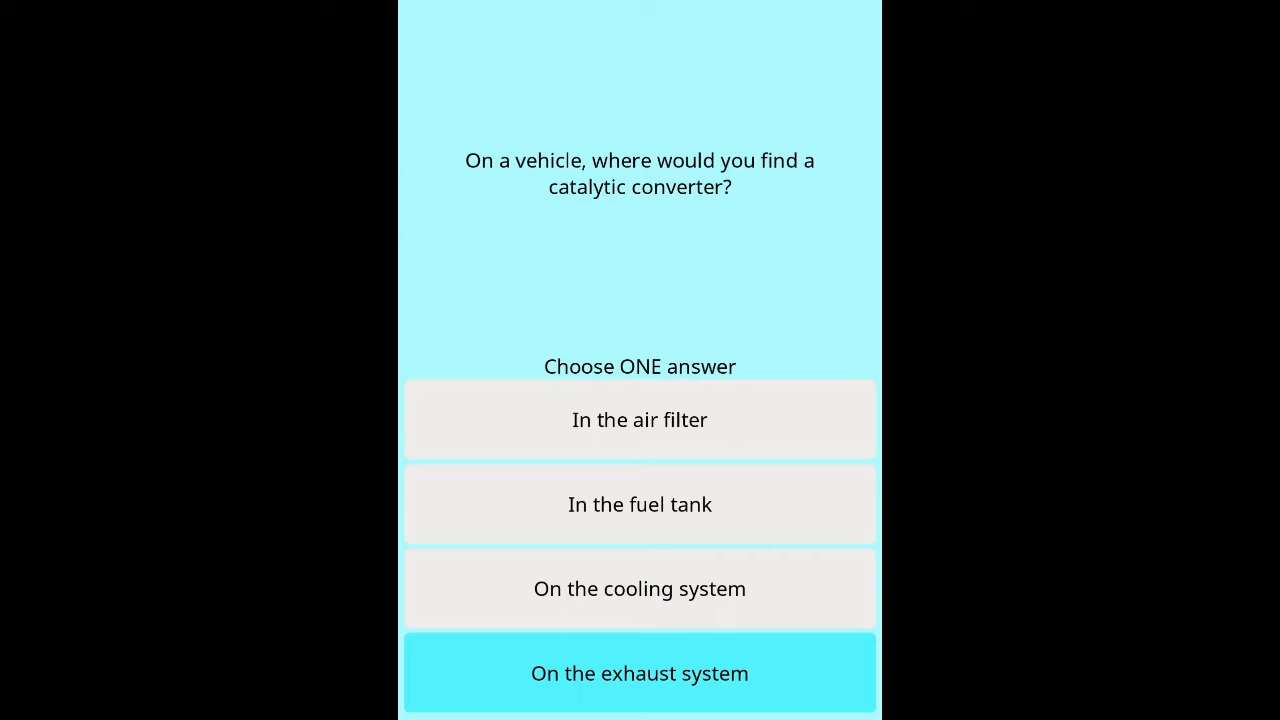 On a vehicle, where would you find a
catalytic converter?
Choose ONE answer
In the air filter
In the fuel tank
On the cooling system
On the exhaust system